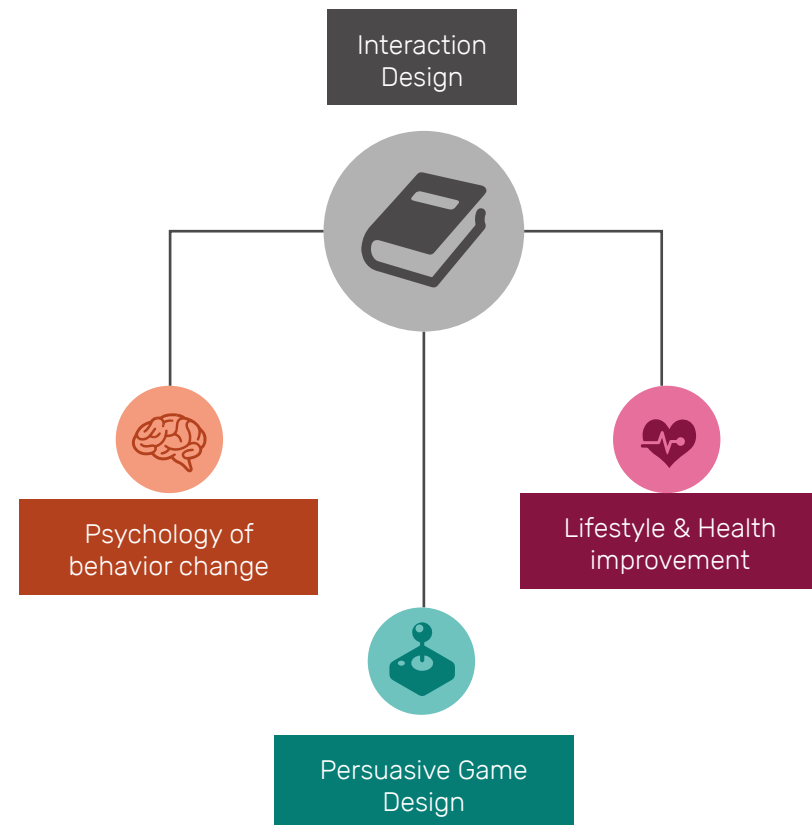 Interaction
Design
Psychology of
behavior change
Lifestyle & Health
improvement
Persuasive Game
Design